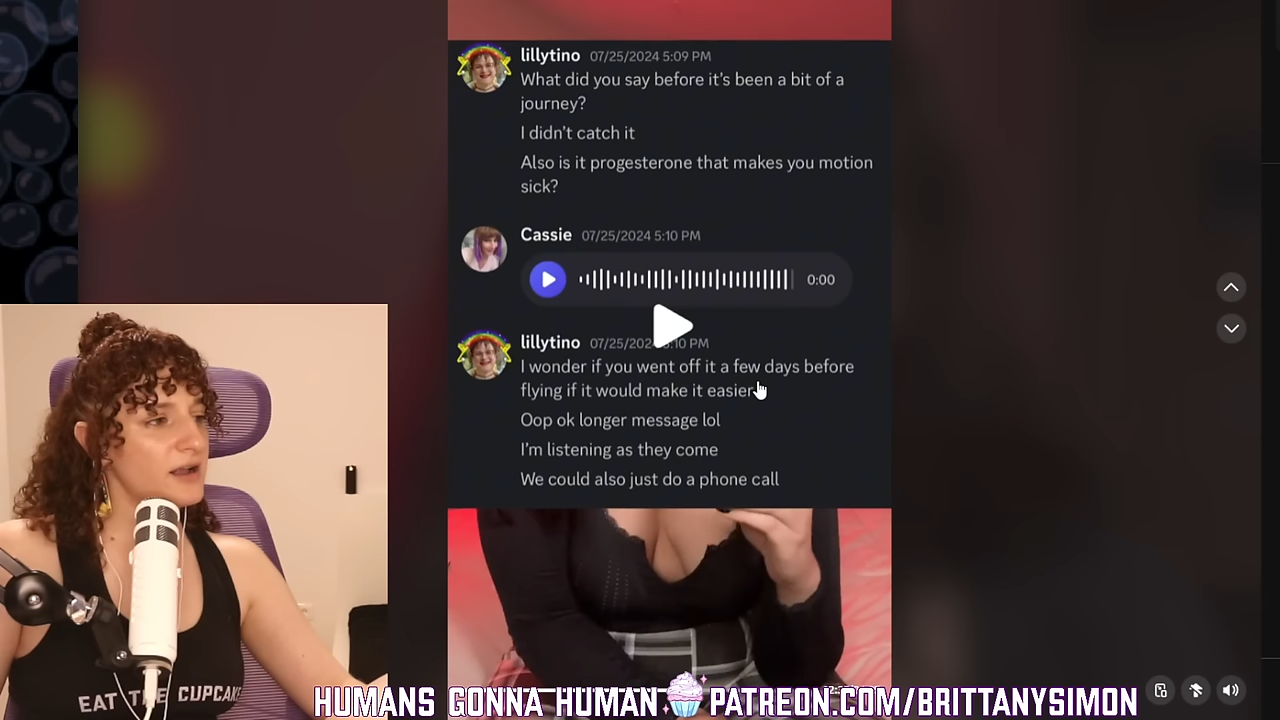 lillytino 07/25/2024 5:09 PM
What did you say before it's been a bit of a
journey?
I didn't catch it
Also is it progesterone that makes you motion
sick?
Cassie 07/25/2024 5:10 PM
0:00
lillytino 07/25/2024 5:10 PM
I wonder if you went off it a few days before
flying if it would make it easier
Oop ok longer message lol
I'm listening as they come
We could also just do a phone call
EAT THE CUPCAKE
HUMANS GONNA HUMAN PATREON.COM/BRITTANYSIMON